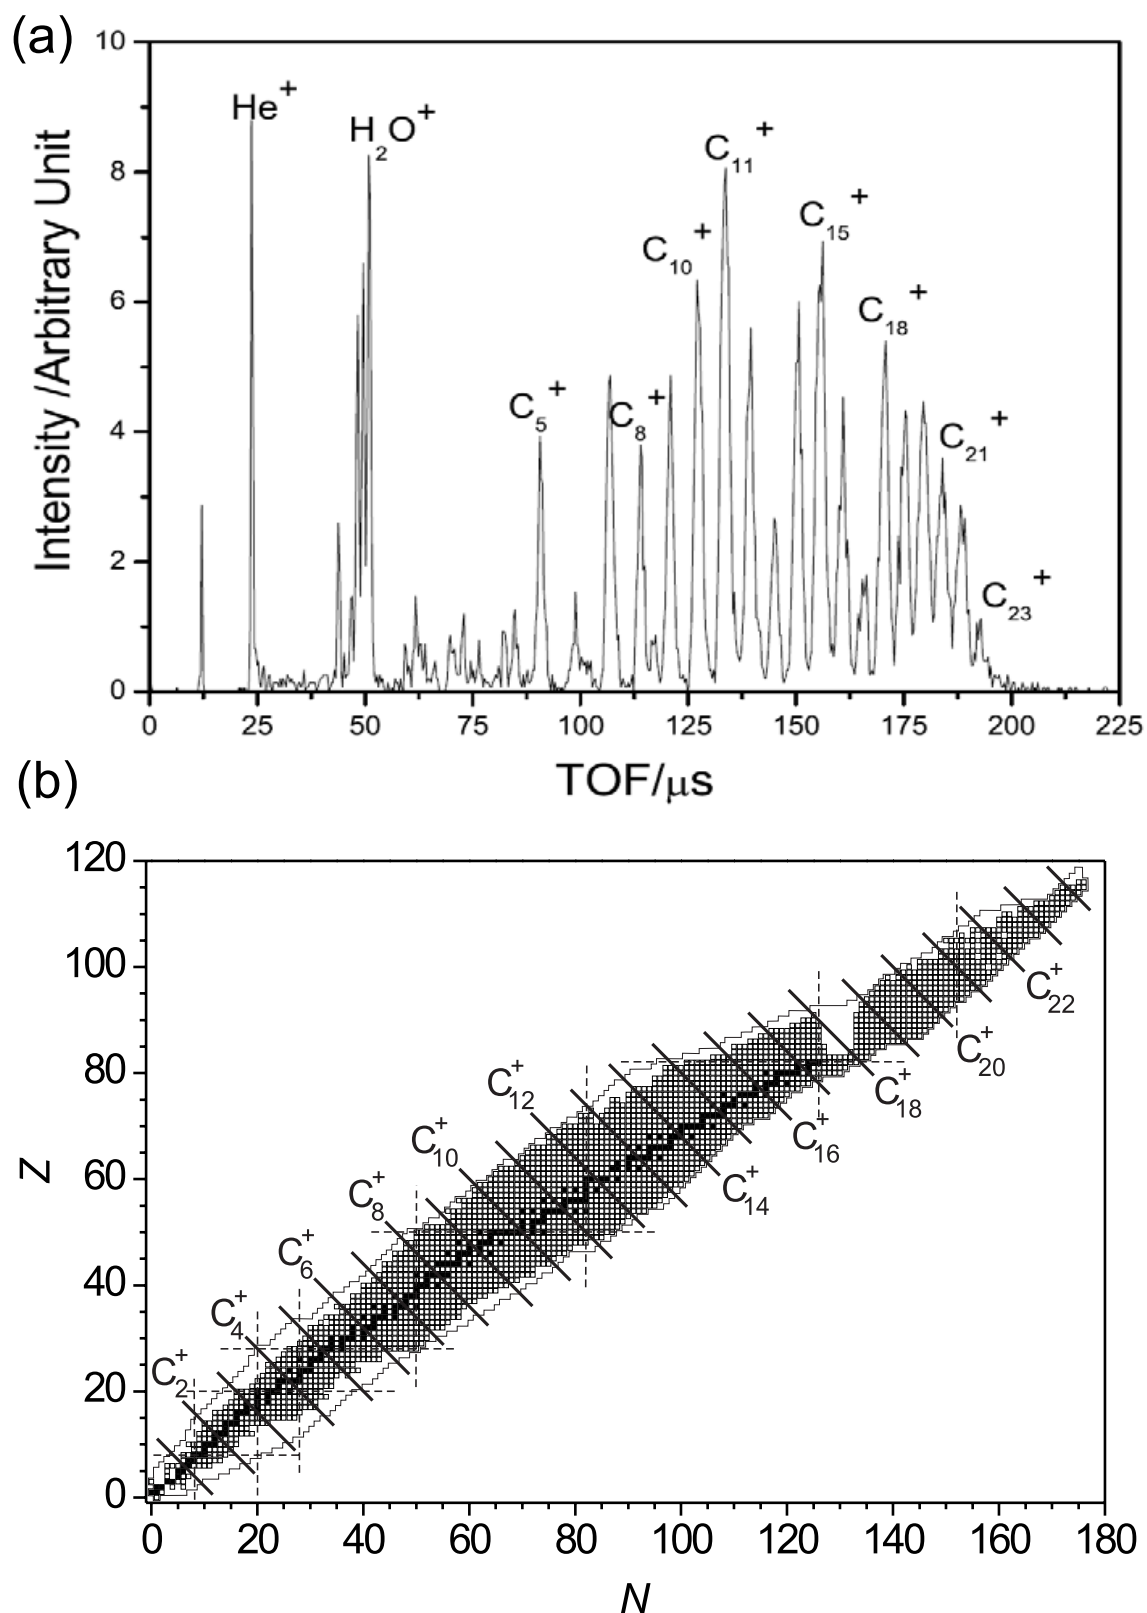 (a)
Intensity /Arbitrary Unit
10
8
6
4
2
0
He⁺
H₂O⁺
C₅⁺
C₈⁺
C₁₀⁺
C₁₁⁺
C₁₅⁺
C₁₈⁺
C₂₁⁺
C₂₃⁺
0 25 50 75 100 125 150 175 200 225
TOF/μs
(b)
Z
120
100
80
60
40
20
0
C₂⁺
C₄⁺
C₆⁺
C₈⁺
C₁₀⁺
C₁₂⁺
C₁₄⁺
C₁₆⁺
C₁₈⁺
C₂₀⁺
C₂₂⁺
0 20 40 60 80 100 120 140 160 180
N